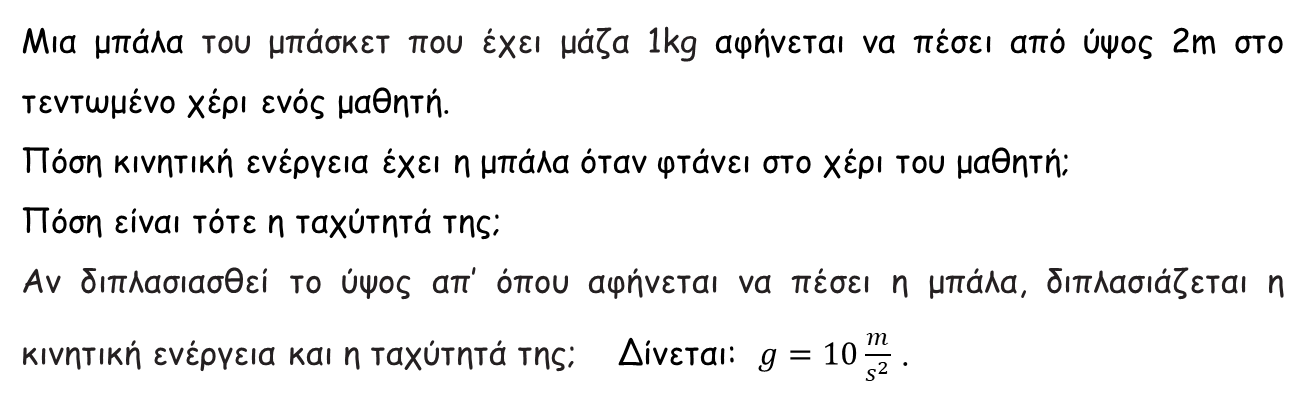 Μια μπάλα του μπάσκετ που έχει μάζα 1kg αφήνεται να πέσει από ύψος 2m στο
τεντωμένο χέρι ενός μαθητή.
Πόση κινητική ενέργεια έχει η μπάλα όταν φτάνει στο χέρι του μαθητή;
Πόση είναι τότε η ταχύτητά της;
Αν διπλασιασθεί το ύψος απ' όπου αφήνεται να πέσει η μπάλα, διπλασιάζεται η
κινητική ενέργεια και η ταχύτητά της; Δίνεται: g = 10 m/s² .